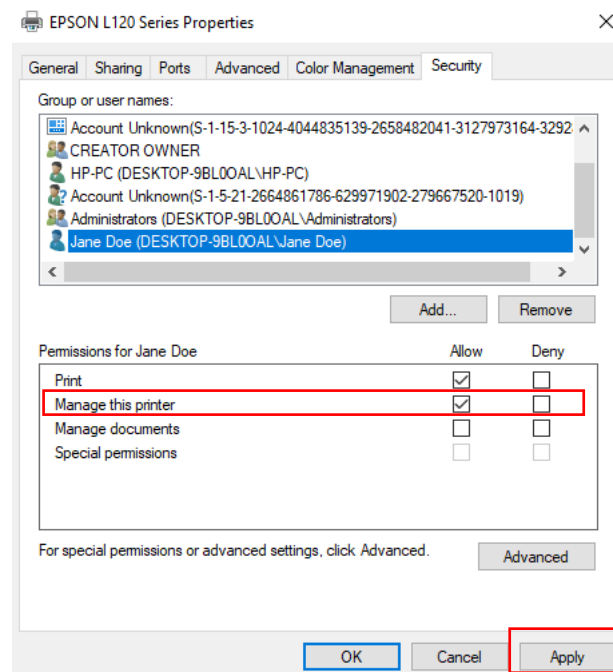 EPSON L120 Series Properties
General Sharing Ports Advanced Color Management Security
Group or user names:
Account Unknown(S-1-15-3-1024-4044835139-2658482041-3127973164-3292
CREATOR OWNER
HP-PC (DESKTOP-9BL0OAL\HP-PC)
Account Unknown(S-1-5-21-2664861786-629971902-279667520-1019)
Administrators (DESKTOP-9BL0OAL\Administrators)
Jane Doe (DESKTOP-9BL0OAL\Jane Doe)
Add... Remove
Permissions for Jane Doe Allow Deny
Print
Manage this printer
Manage documents
Special permissions
For special permissions or advanced settings, click Advanced. Advanced
OK Cancel Apply